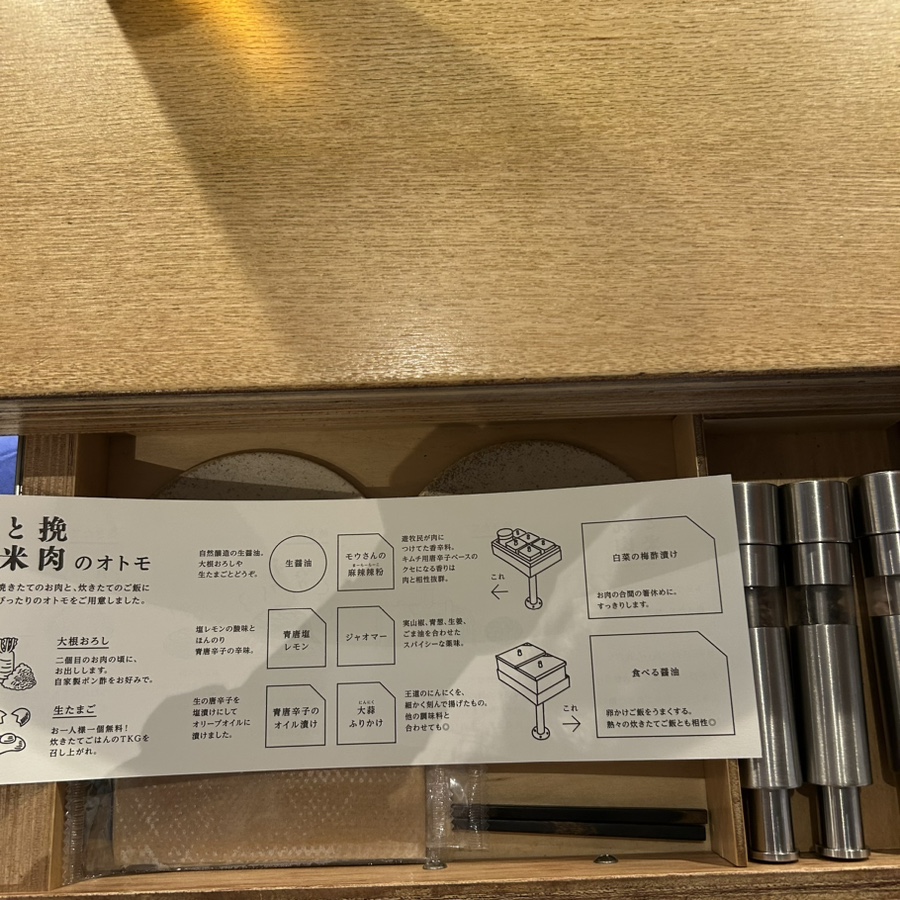 と 挽
米 肉 のオトモ
焼きたてのお肉と、炊きたてのご飯に
ぴったりのオトモをご用意しました。
大根おろし
二個目のお肉の頃に、
お出しします。
自家製ポン酢をお好みで。
生たまご
お一人様一個無料！
炊きたてごはんのTKGを
召し上がれ。
自然醸造の生醤油。
大根おろしや
生たまごとどうぞ。
生醤油
モウさんの
まーらーらーこ
麻辣辣粉
遊牧民が肉に
つけてた香辛料。
キムチ用唐辛子ベースの
クセになる香りは
肉と相性抜群。
塩レモンの酸味と
ほんのり
青唐辛子の辛味。
青唐塩
レモン
ジャオマー
実山椒、青葱、生姜、
ごま油を合わせた
スパイシーな薬味。
生の唐辛子を
塩漬けにして
オリーブオイルに
漬けました。
青唐辛子の
オイル漬け
にんにく
大蒜
ふりかけ
王道のにんにくを、
細かく刻んで揚げたもの。
他の調味料と
合わせても◎
これ
←
白菜の梅酢漬け
お肉の合間の箸休めに。
すっきりします。
これ
→
食べる醤油
卵かけご飯をうまくする。
熱々の炊きたてご飯とも相性◎